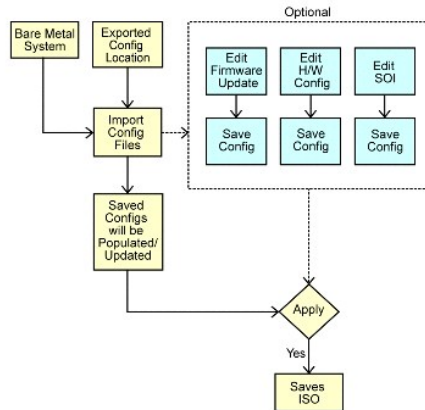 Optional
Bare Metal
System
Exported
Config
Location
Edit
Firmware
Update
Edit
H/W
Config
Edit
SOI
Import
Config
Files
Save
Config
Save
Config
Save
Config
Saved
Configs
will be
Populated/
Updated
Apply
Yes
Saves
ISO